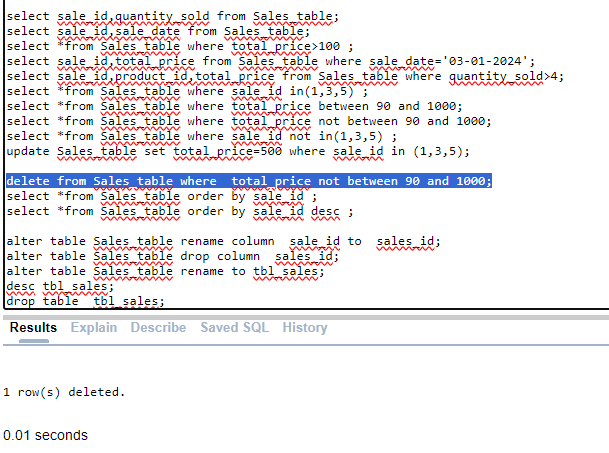 select sale_id,quantity_sold from Sales_table;
select sale_id,sale_date from Sales_table;
select *from Sales_table where total_price>100 ;
select sale_id,total_price from Sales_table where sale_date='03-01-2024';
select sale_id,product_id,total_price from Sales_table where quantity_sold>4;
select *from Sales_table where sale_id in(1,3,5) ;
select *from Sales_table where total_price between 90 and 1000;
select *from Sales_table where total_price not between 90 and 1000;
select *from Sales_table where sale_id not in(1,3,5) ;
update Sales_table set total_price=500 where sale_id in (1,3,5);
delete from Sales_table where  total_price not between 90 and 1000;
select *from Sales_table order by sale_id ;
select *from Sales_table order by sale_id desc ;
alter table Sales_table rename column  sale_id to  sales_id;
alter table Sales_table drop column  sales_id;
alter table Sales_table rename to tbl_sales;
desc tbl_sales;
drop table  tbl_sales;
Results Explain Describe Saved SQL History
1 row(s) deleted.
0.01 seconds